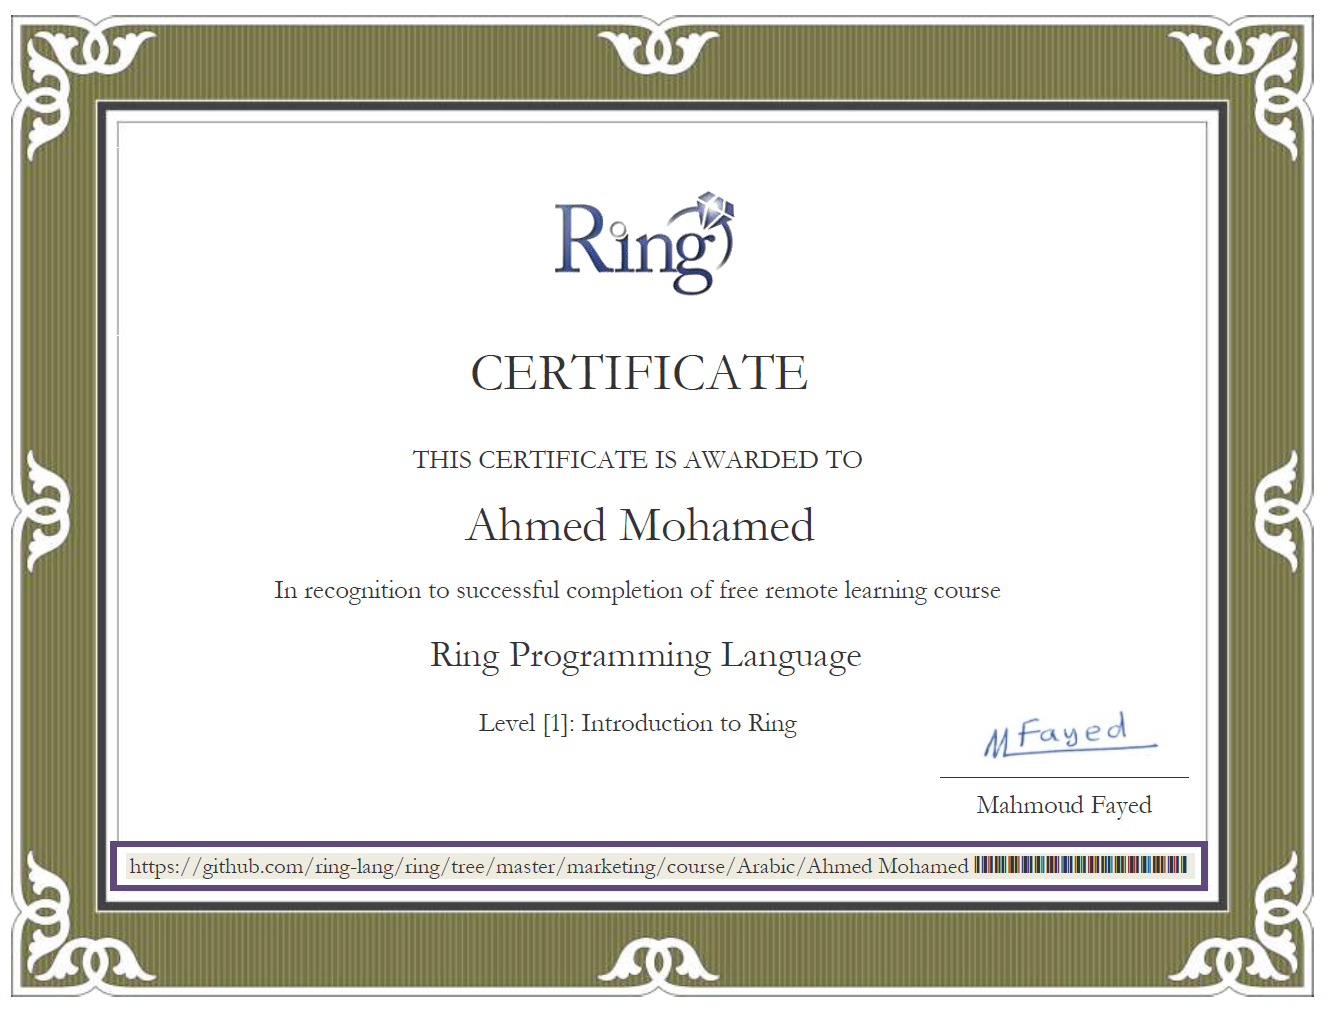 Ring
CERTIFICATE
THIS CERTIFICATE IS AWARDED TO
Ahmed Mohamed
In recognition to successful completion of free remote learning course
Ring Programming Language
Level [1]: Introduction to Ring
MFayed
Mahmoud Fayed
https://github.com/ring-lang/ring/tree/master/marketing/course/Arabic/Ahmed Mohamed